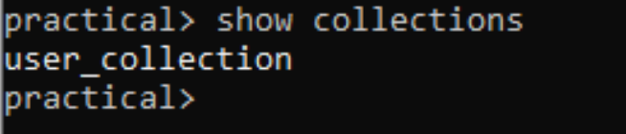 practical> show collections
user_collection
practical>